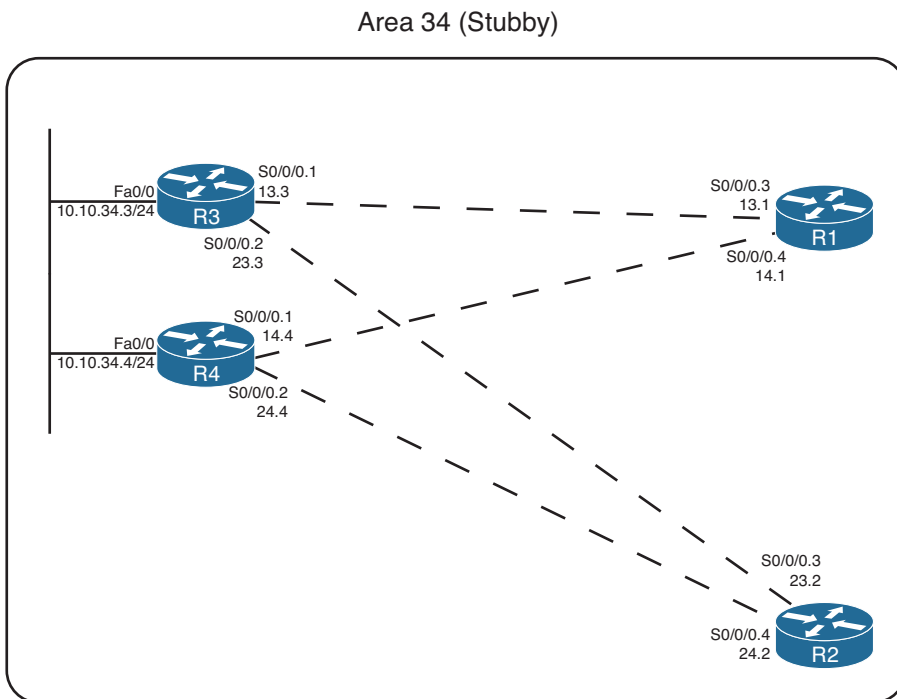 Area 34 (Stubby)
Fa0/0
10.10.34.3/24
R3
S0/0/0.1
13.3
S0/0/0.2
23.3
S0/0/0.3
13.1
R1
S0/0/0.4
14.1
Fa0/0
10.10.34.4/24
R4
S0/0/0.1
14.4
S0/0/0.2
24.4
S0/0/0.3
23.2
S0/0/0.4
24.2
R2